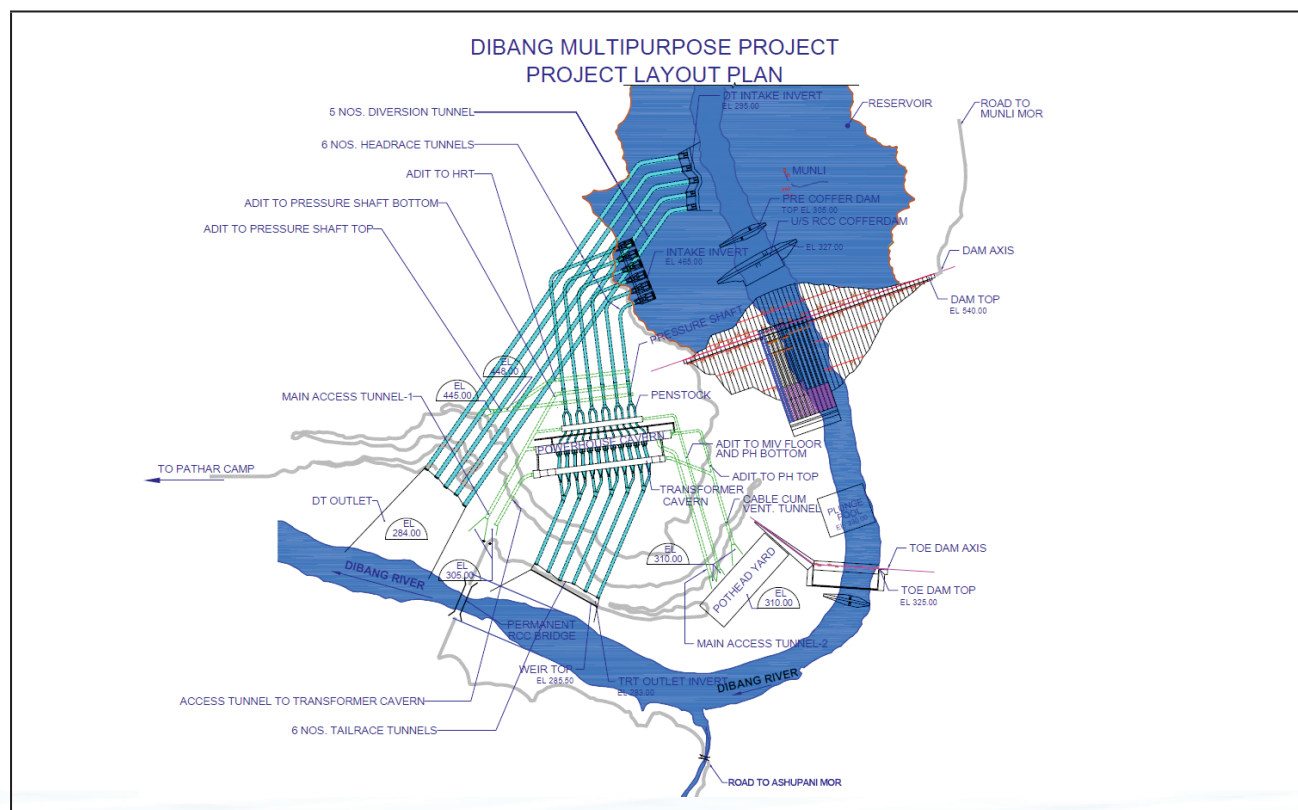 DIBANG MULTIPURPOSE PROJECT
PROJECT LAYOUT PLAN
DT INTAKE INVERT
EL 295.00
RESERVOIR
ROAD TO
MUNLI MOR
5 NOS. DIVERSION TUNNEL
6 NOS. HEADRACE TUNNELS
ADIT TO HRT
ADIT TO PRESSURE SHAFT BOTTOM
ADIT TO PRESSURE SHAFT TOP
MUNLI
PRE COFFER DAM
TOP EL 305.00
U/S RCC COFFERDAM
EL 327.00
INTAKE INVERT
EL 465.00
DAM AXIS
DAM TOP
EL 540.00
PRESSURE SHAFT
EL
448.00
EL
445.00
MAIN ACCESS TUNNEL-1
PENSTOCK
POWERHOUSE CAVERN
ADIT TO MIV FLOOR
AND PH BOTTOM
ADIT TO PH TOP
TRANSFORMER
CAVERN
CABLE CUM
VENT. TUNNEL
TO PATHAR CAMP
DT OUTLET
EL
284.00
PLUNGE
POOL
EL
310.00
EL
305.00
DIBANG RIVER
POTHEAD YARD
EL
310.00
TOE DAM AXIS
TOE DAM TOP
EL 325.00
PERMANENT
RCC BRIDGE
MAIN ACCESS TUNNEL-2
WEIR TOP
EL 285.50
TRT OUTLET INVERT
EL 283.00
DIBANG RIVER
ACCESS TUNNEL TO TRANSFORMER CAVERN
6 NOS. TAILRACE TUNNELS
ROAD TO ASHUPANI MOR